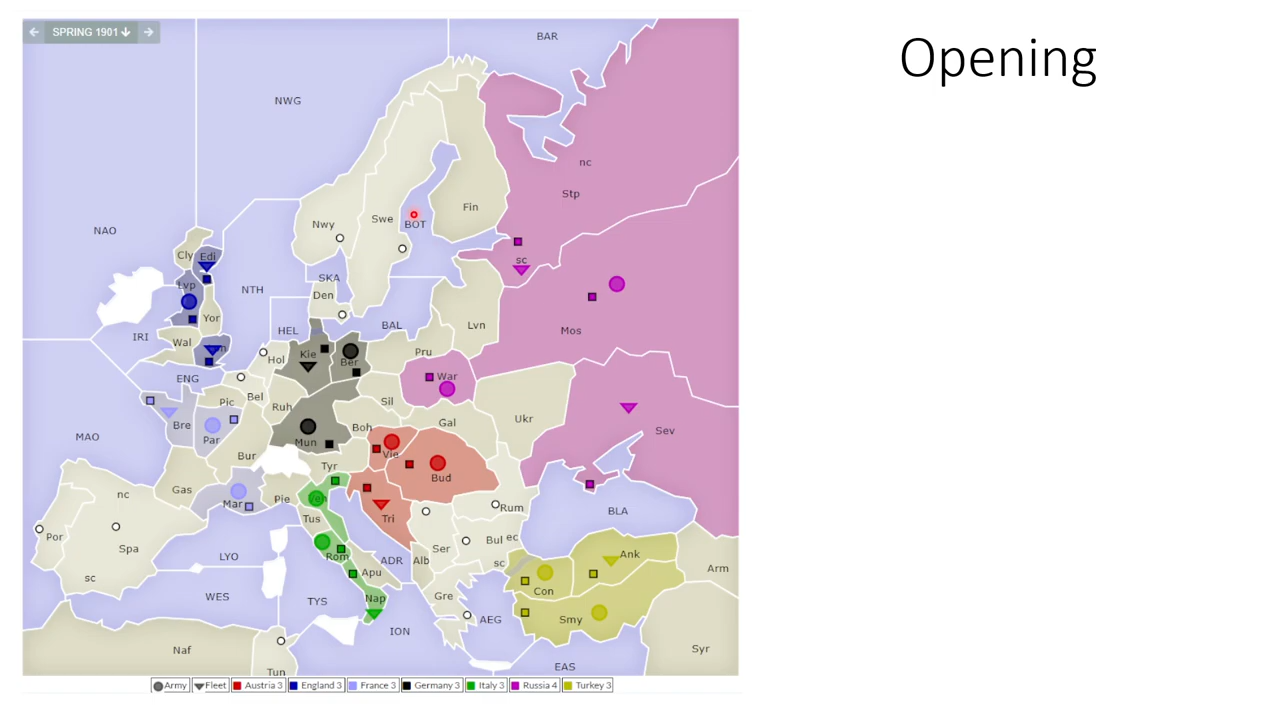 Opening
SPRING 1901
BAR
NWG
nc
Stp
NAO
Nwy
Swe
BOT
Fin
Cly
Edi
sc
NTH
SKA
Den
Lvp
Yor
HEL
BAL
Lvn
Mos
IRI
Wal
Hol
Kie
Ber
Pru
War
ENG
Bel
Pic
Ruh
Sil
Ukr
MAO
Bre
Par
Mun
Boh
Gal
Sev
Bur
Vie
Tyr
Bud
nc
Gas
Mar
Pie
Ven
Tus
Tri
Rum
BLA
Por
Spa
Ser
Bul
ec
sc
LYO
Rom
ADR
Alb
Ank
Arm
Apu
sc
Con
WES
TYS
Nap
Gre
AEG
Smy
ION
Naf
Tun
EAS
Syr
Army Fleet Austria 3 England 3 France 3 Germany 3 Italy 3 Russia 4 Turkey 3